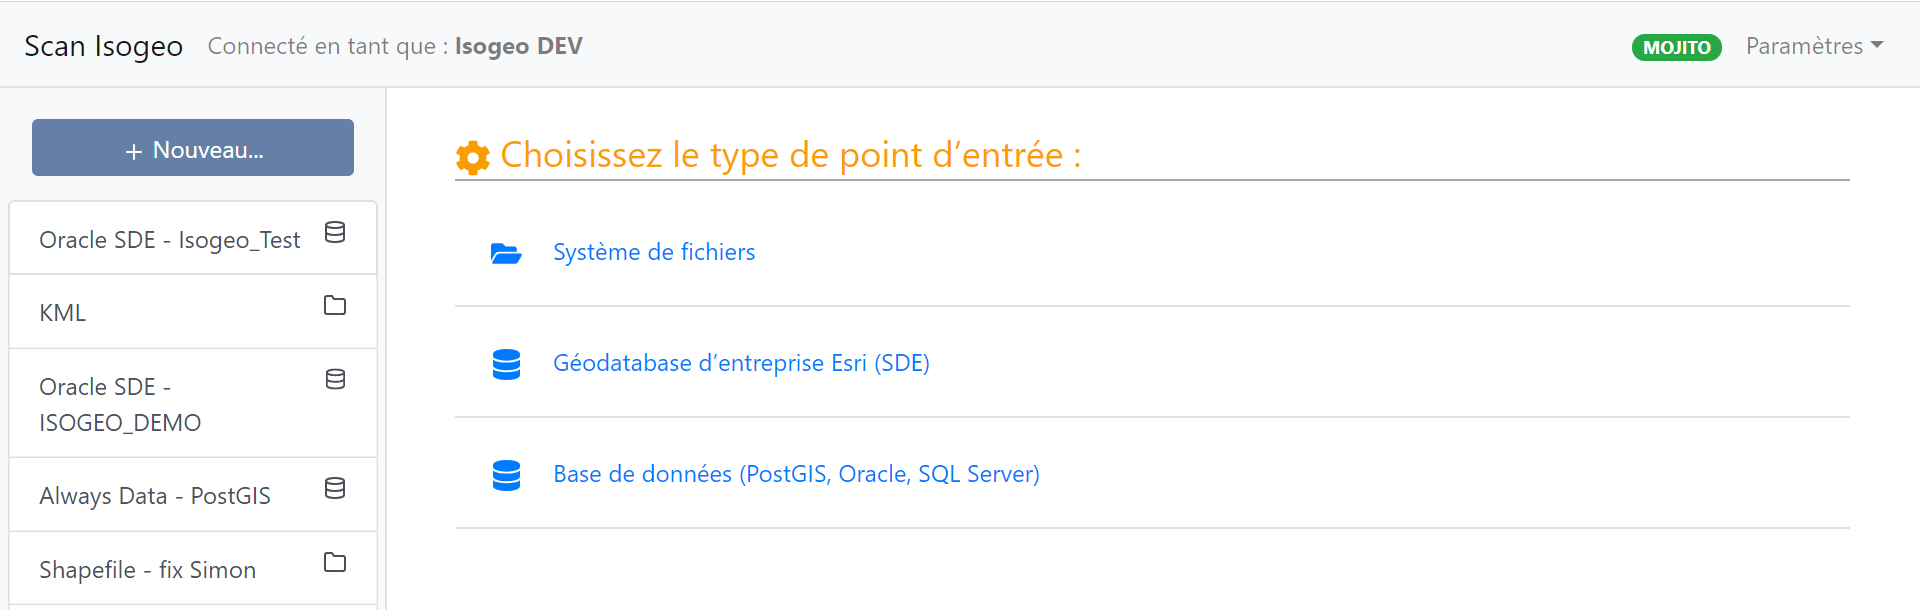 Scan Isogeo Connecté en tant que : Isogeo DEV MOJITO Paramètres
+ Nouveau...
Oracle SDE - Isogeo_Test
KML
Oracle SDE -
ISOGEO_DEMO
Always Data - PostGIS
Shapefile - fix Simon
Choisissez le type de point d’entrée :
Système de fichiers
Géodatabase d’entreprise Esri (SDE)
Base de données (PostGIS, Oracle, SQL Server)